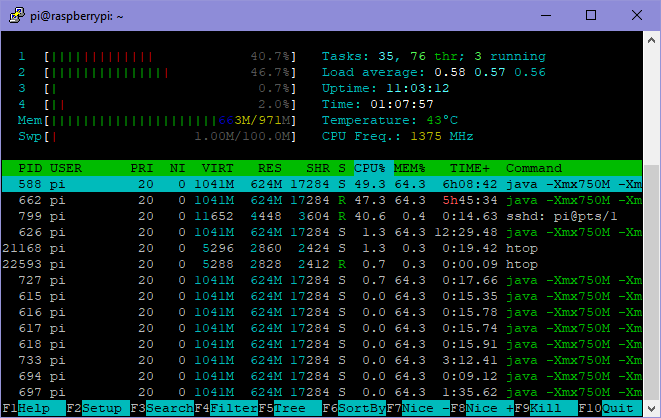 pi@raspberrypi: ~
1 [||||||||||||||| 40.7%] Tasks: 35, 76 thr; 3 running
2 [||||||||||||||||| 46.7%] Load average: 0.58 0.57 0.56
3 [| 0.7%] Uptime: 11:03:12
4 [|| 2.0%] Time: 01:07:57
Mem[|||||||||||||||||||||||||3M/971M] Temperature: 43°C
Swp[| 1.00M/100.0M] CPU Freq.: 1375 MHz
PID USER PRI NI VIRT RES SHR S CPU% MEM% TIME+ Command
588 pi 20 0 1041M 624M 17284 S 49.3 64.3 6h08:42 java -Xmx750M -Xm
662 pi 20 0 1041M 624M 17284 R 47.3 64.3 5h45:34 java -Xmx750M -Xm
799 pi 20 0 11652 4448 3604 R 40.6 0.4 0:14.63 sshd: pi@pts/1
626 pi 20 0 1041M 624M 17284 S 1.3 64.3 12:29.48 java -Xmx750M -Xm
21168 pi 20 0 5296 2860 2424 S 1.3 0.3 0:19.42 htop
22593 pi 20 0 5288 2828 2412 R 0.7 0.3 0:00.09 htop
727 pi 20 0 1041M 624M 17284 S 0.7 64.3 0:17.66 java -Xmx750M -Xm
615 pi 20 0 1041M 624M 17284 S 0.0 64.3 0:15.35 java -Xmx750M -Xm
616 pi 20 0 1041M 624M 17284 S 0.0 64.3 0:15.78 java -Xmx750M -Xm
617 pi 20 0 1041M 624M 17284 S 0.0 64.3 0:15.74 java -Xmx750M -Xm
618 pi 20 0 1041M 624M 17284 S 0.0 64.3 0:15.91 java -Xmx750M -Xm
733 pi 20 0 1041M 624M 17284 S 0.0 64.3 3:12.41 java -Xmx750M -Xm
694 pi 20 0 1041M 624M 17284 S 0.0 64.3 0:09.12 java -Xmx750M -Xm
697 pi 20 0 1041M 624M 17284 S 0.0 64.3 1:35.62 java -Xmx750M -Xm
F1Help F2Setup F3SearchF4FilterF5Tree F6SortByF7Nice -F8Nice +F9Kill F10Quit